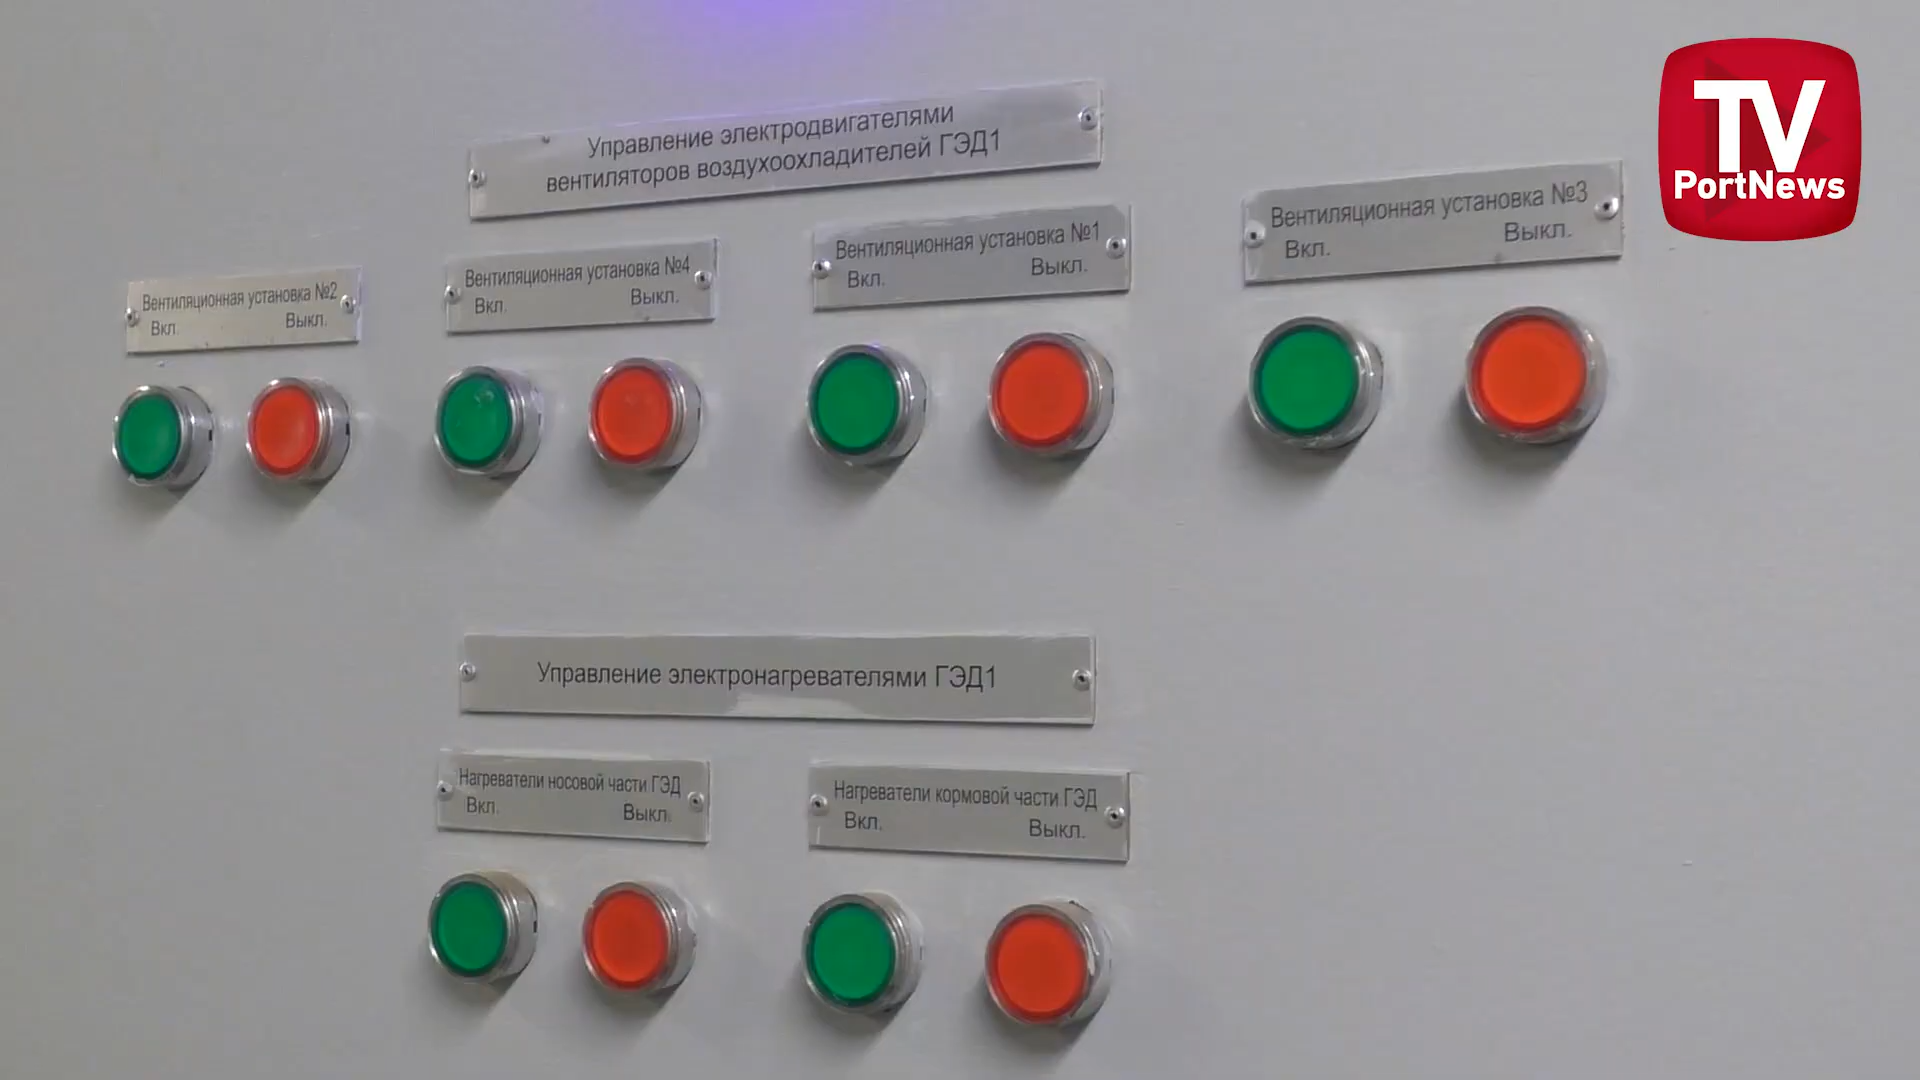 TV
PortNews
Управление электродвигателями
вентиляторов воздухоохладителей ГЭД1
Вентиляционная установка №2
Вкл. Выкл.
Вентиляционная установка №4
Вкл. Выкл.
Вентиляционная установка №1
Вкл. Выкл.
Вентиляционная установка №3
Вкл. Выкл.
Управление электронагревателями ГЭД1
Нагреватели носовой части ГЭД
Вкл. Выкл.
Нагреватели кормовой части ГЭД
Вкл. Выкл.